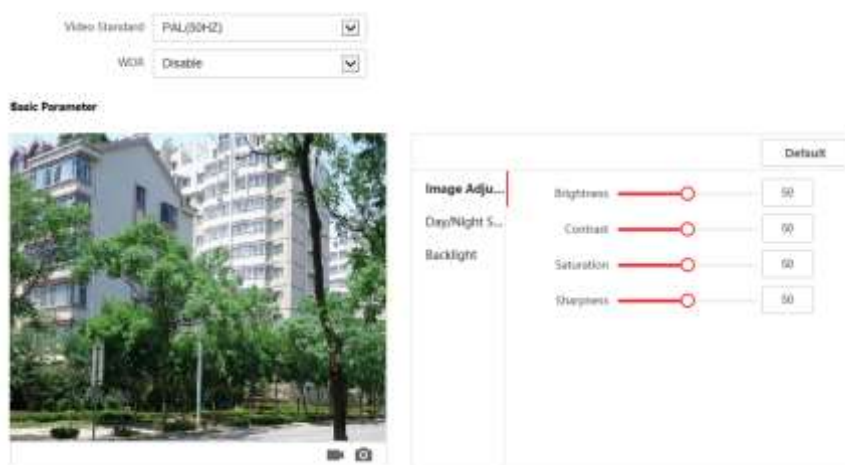 Video Standard PAL(50HZ)
WDR Disable
Basic Parameter
Default
Image Adju...
Day/Night S...
Backlight
Brightness 50
Contrast 50
Saturation 50
Sharpness 50